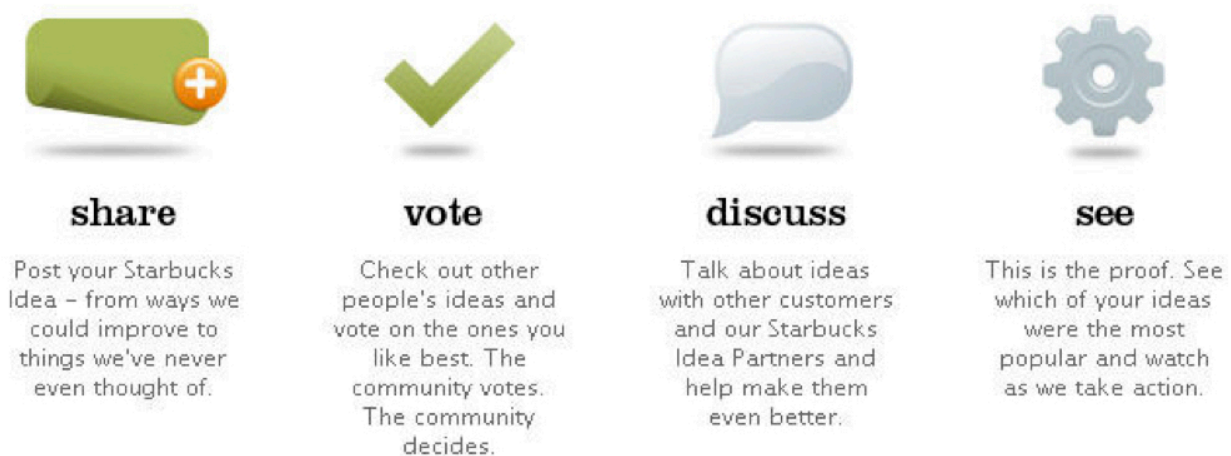 share
Post your Starbucks
Idea – from ways we
could improve to
things we've never
even thought of.
vote
Check out other
people's ideas and
vote on the ones you
like best. The
community votes.
The community
decides.
discuss
Talk about ideas
with other customers
and our Starbucks
Idea Partners and
help make them
even better.
see
This is the proof. See
which of your ideas
were the most
popular and watch
as we take action.